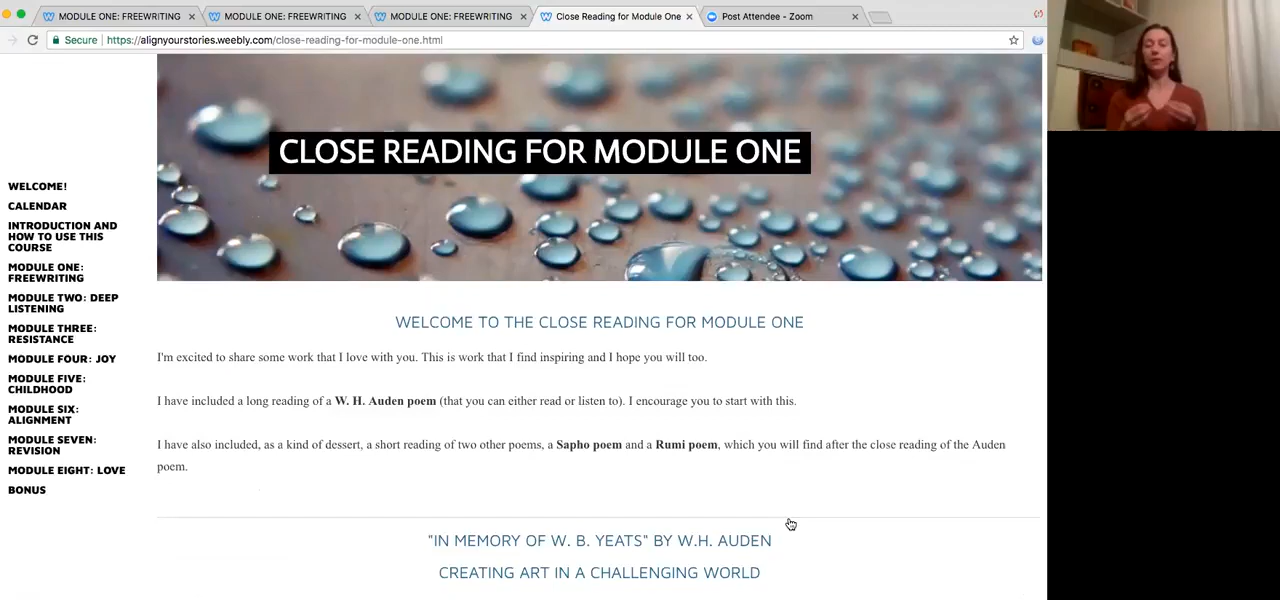 MODULE ONE: FREEWRITING
MODULE ONE: FREEWRITING
MODULE ONE: FREEWRITING
Close Reading for Module One
Post Attendee - Zoom
Secure
https://alignyourstories.weebly.com/close-reading-for-module-one.html
CLOSE READING FOR MODULE ONE
WELCOME!
CALENDAR
INTRODUCTION AND
HOW TO USE THIS
COURSE
MODULE ONE:
FREEWRITING
MODULE TWO: DEEP
LISTENING
MODULE THREE:
RESISTANCE
MODULE FOUR: JOY
MODULE FIVE:
CHILDHOOD
MODULE SIX:
ALIGNMENT
MODULE SEVEN:
REVISION
MODULE EIGHT: LOVE
BONUS
WELCOME TO THE CLOSE READING FOR MODULE ONE
I'm excited to share some work that I love with you. This is work that I find inspiring and I hope you will too.
I have included a long reading of a W. H. Auden poem (that you can either read or listen to). I encourage you to start with this.
I have also included, as a kind of dessert, a short reading of two other poems, a Sapho poem and a Rumi poem, which you will find after the close reading of the Auden
poem.
"IN MEMORY OF W. B. YEATS" BY W.H. AUDEN
CREATING ART IN A CHALLENGING WORLD